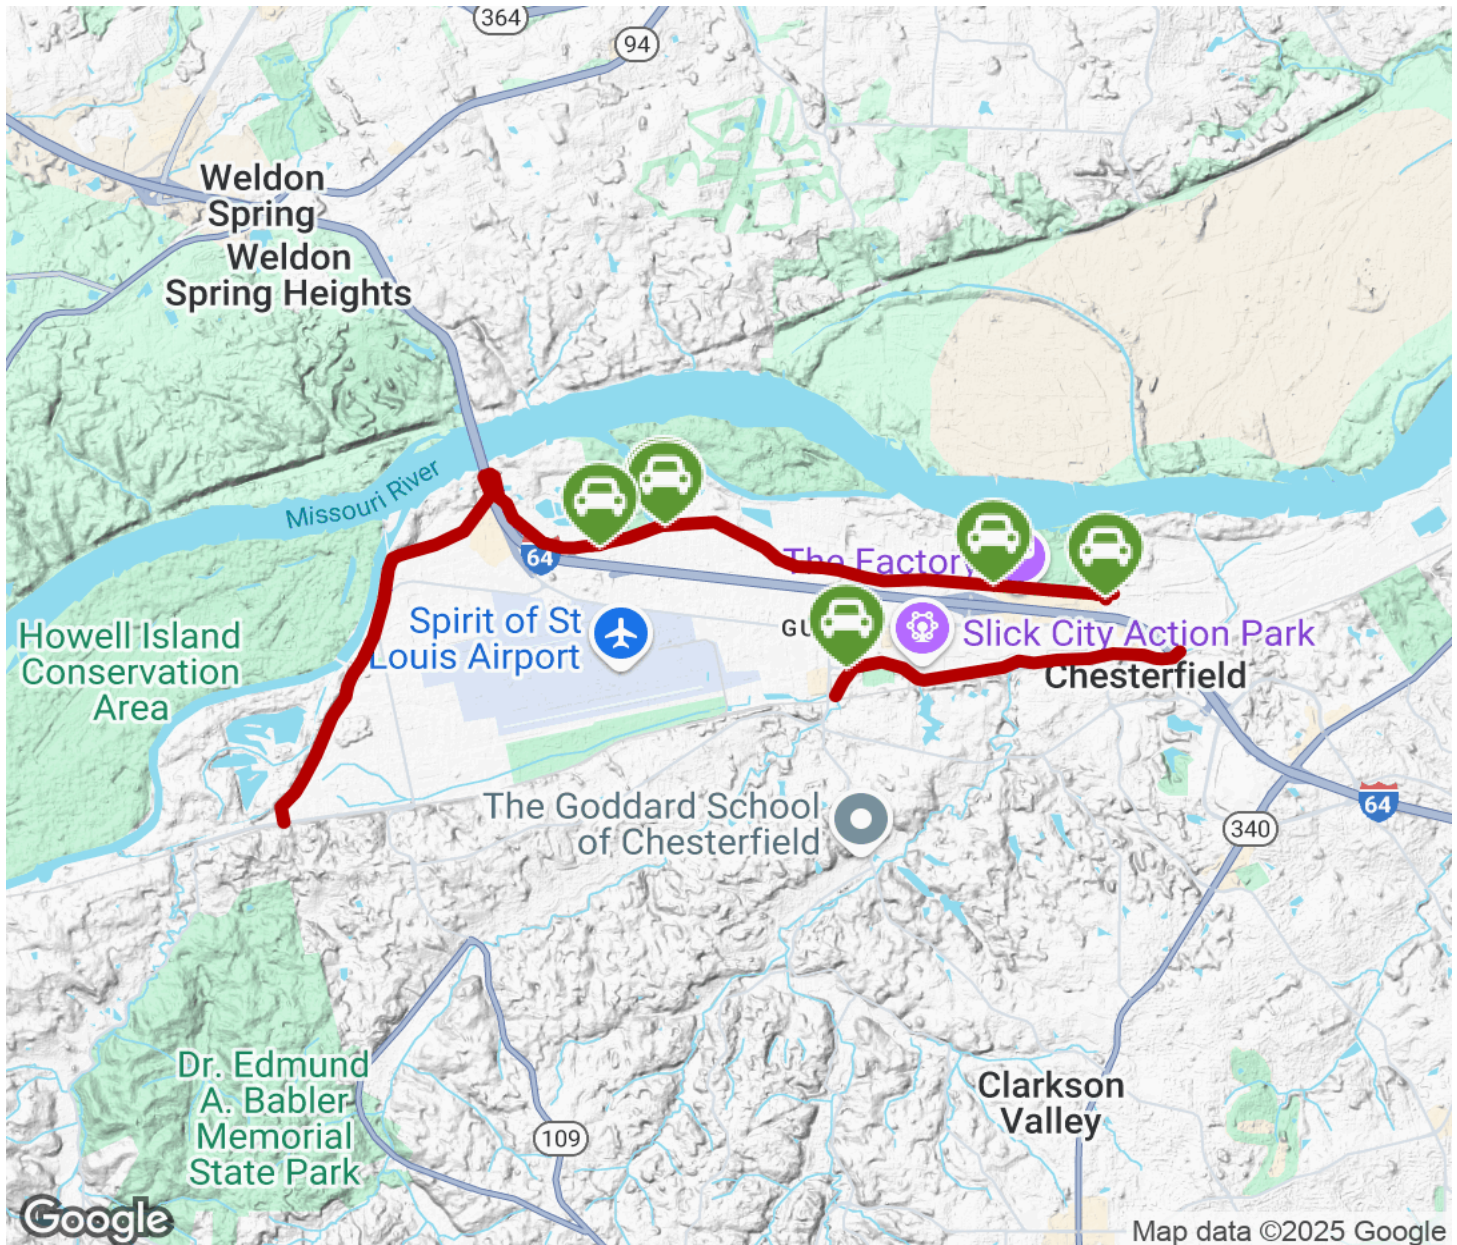 364
94
Weldon
Spring
Weldon
Spring Heights
Missouri River
64
The Factory
Spirit of St
Louis Airport
Slick City Action Park
Chesterfield
Howell Island
Conservation
Area
The Goddard School
of Chesterfield
64
340
Dr. Edmund
A. Babler
Memorial
State Park
Clarkson
Valley
109
Google
Map data ©2025 Google